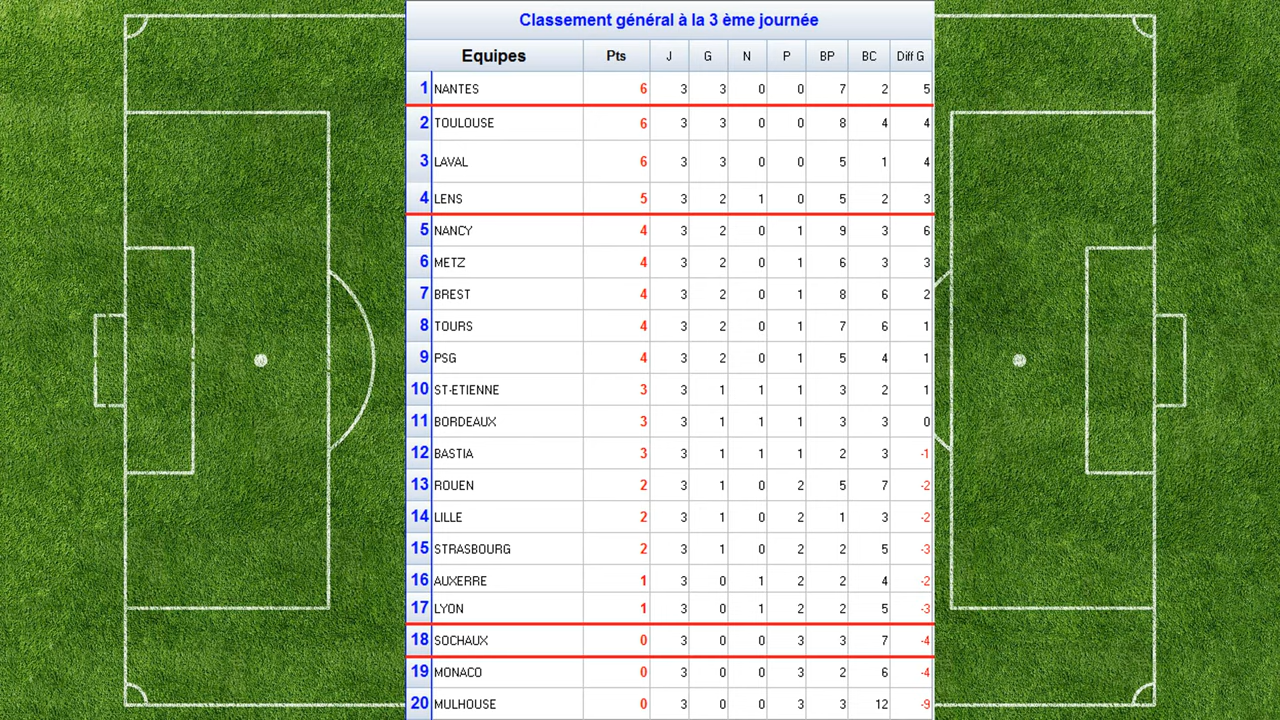 Classement général à la 3 ème journée
Equipes Pts J G N P BP BC Diff G
1 NANTES 6 3 3 0 0 7 2 5
2 TOULOUSE 6 3 3 0 0 8 4 4
3 LAVAL 6 3 3 0 0 5 1 4
4 LENS 5 3 2 1 0 5 2 3
5 NANCY 4 3 2 0 1 9 3 6
6 METZ 4 3 2 0 1 6 3 3
7 BREST 4 3 2 0 1 8 6 2
8 TOURS 4 3 2 0 1 7 6 1
9 PSG 4 3 2 0 1 5 4 1
10 ST-ETIENNE 3 3 1 1 1 3 2 1
11 BORDEAUX 3 3 1 1 1 3 3 0
12 BASTIA 3 3 1 1 1 2 3 -1
13 ROUEN 2 3 1 0 2 5 7 -2
14 LILLE 2 3 1 0 2 1 3 -2
15 STRASBOURG 2 3 1 0 2 2 5 -3
16 AUXERRE 1 3 0 1 2 2 4 -2
17 LYON 1 3 0 1 2 2 5 -3
18 SOCHAUX 0 3 0 0 3 3 7 -4
19 MONACO 0 3 0 0 3 2 6 -4
20 MULHOUSE 0 3 0 0 3 3 12 -9